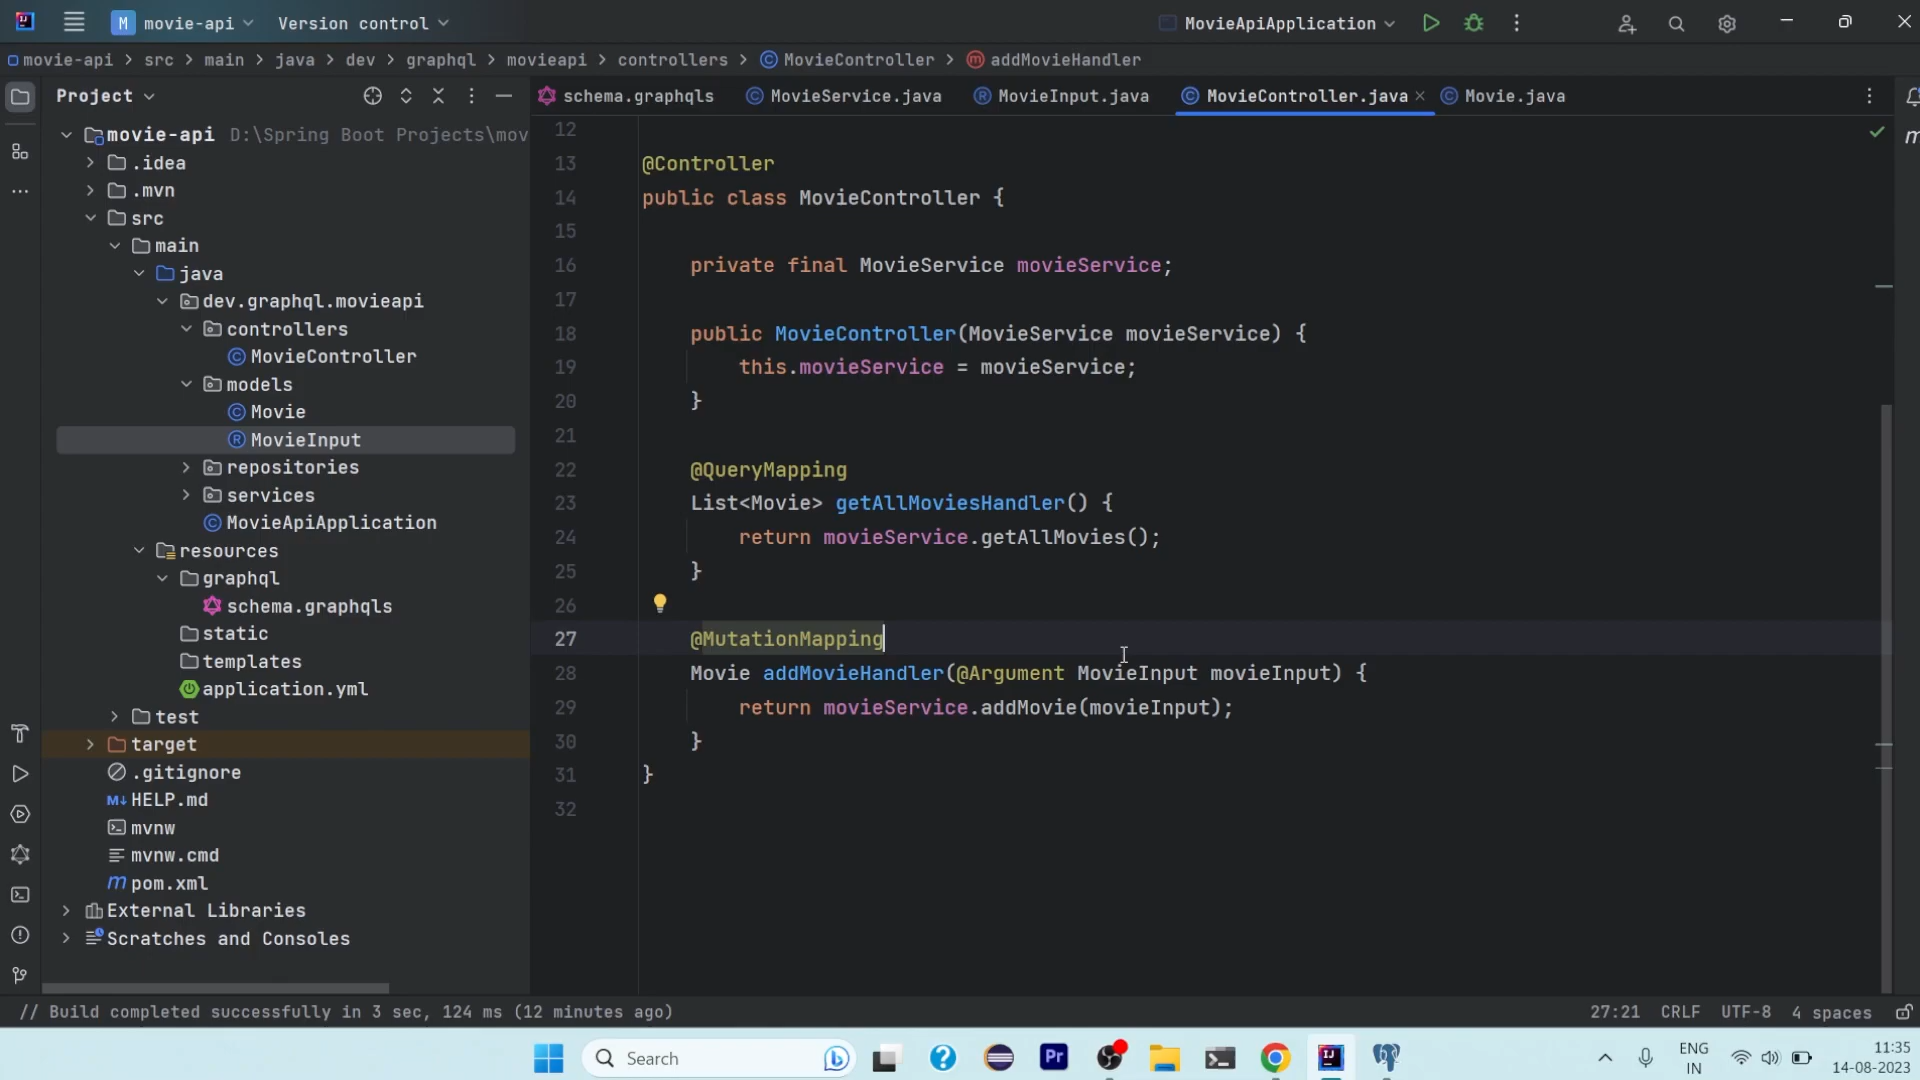 M movie-api Version control MovieApiApplication
movie-api > src > main > java > dev > graphql > movieapi > controllers > MovieController > addMovieHandler
Project
schema.graphqls MovieService.java MovieInput.java MovieController.java Movie.java
movie-api D:\Spring Boot Projects\mov
.idea
.mvn
src
main
java
dev.graphql.movieapi
controllers
MovieController
models
Movie
MovieInput
repositories
services
MovieApiApplication
resources
graphql
schema.graphqls
static
templates
application.yml
test
target
.gitignore
HELP.md
mvnw
mvnw.cmd
pom.xml
External Libraries
Scratches and Consoles
12
13 @Controller
14 public class MovieController {
15
16 private final MovieService movieService;
17
18 public MovieController(MovieService movieService) {
19 this.movieService = movieService;
20 }
21
22 @QueryMapping
23 List<Movie> getAllMoviesHandler() {
24 return movieService.getAllMovies();
25 }
26
27 @MutationMapping
28 Movie addMovieHandler(@Argument MovieInput movieInput) {
29 return movieService.addMovie(movieInput);
30 }
31 }
32
// Build completed successfully in 3 sec, 124 ms (12 minutes ago) 27:21 CRLF UTF-8 4 spaces
Search Pr ENG IN 11:35 14-08-2023